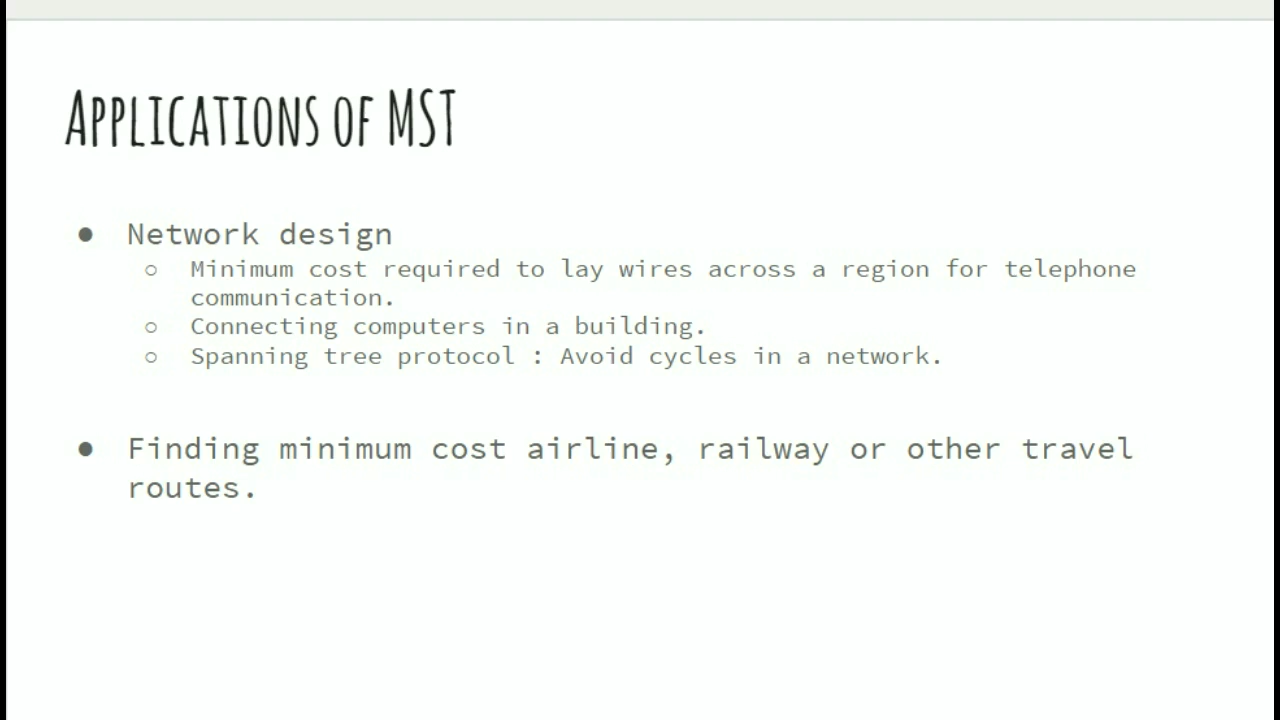 APPLICATIONS OF MST
● Network design
○ Minimum cost required to lay wires across a region for telephone
communication.
○ Connecting computers in a building.
○ Spanning tree protocol : Avoid cycles in a network.
● Finding minimum cost airline, railway or other travel
routes.